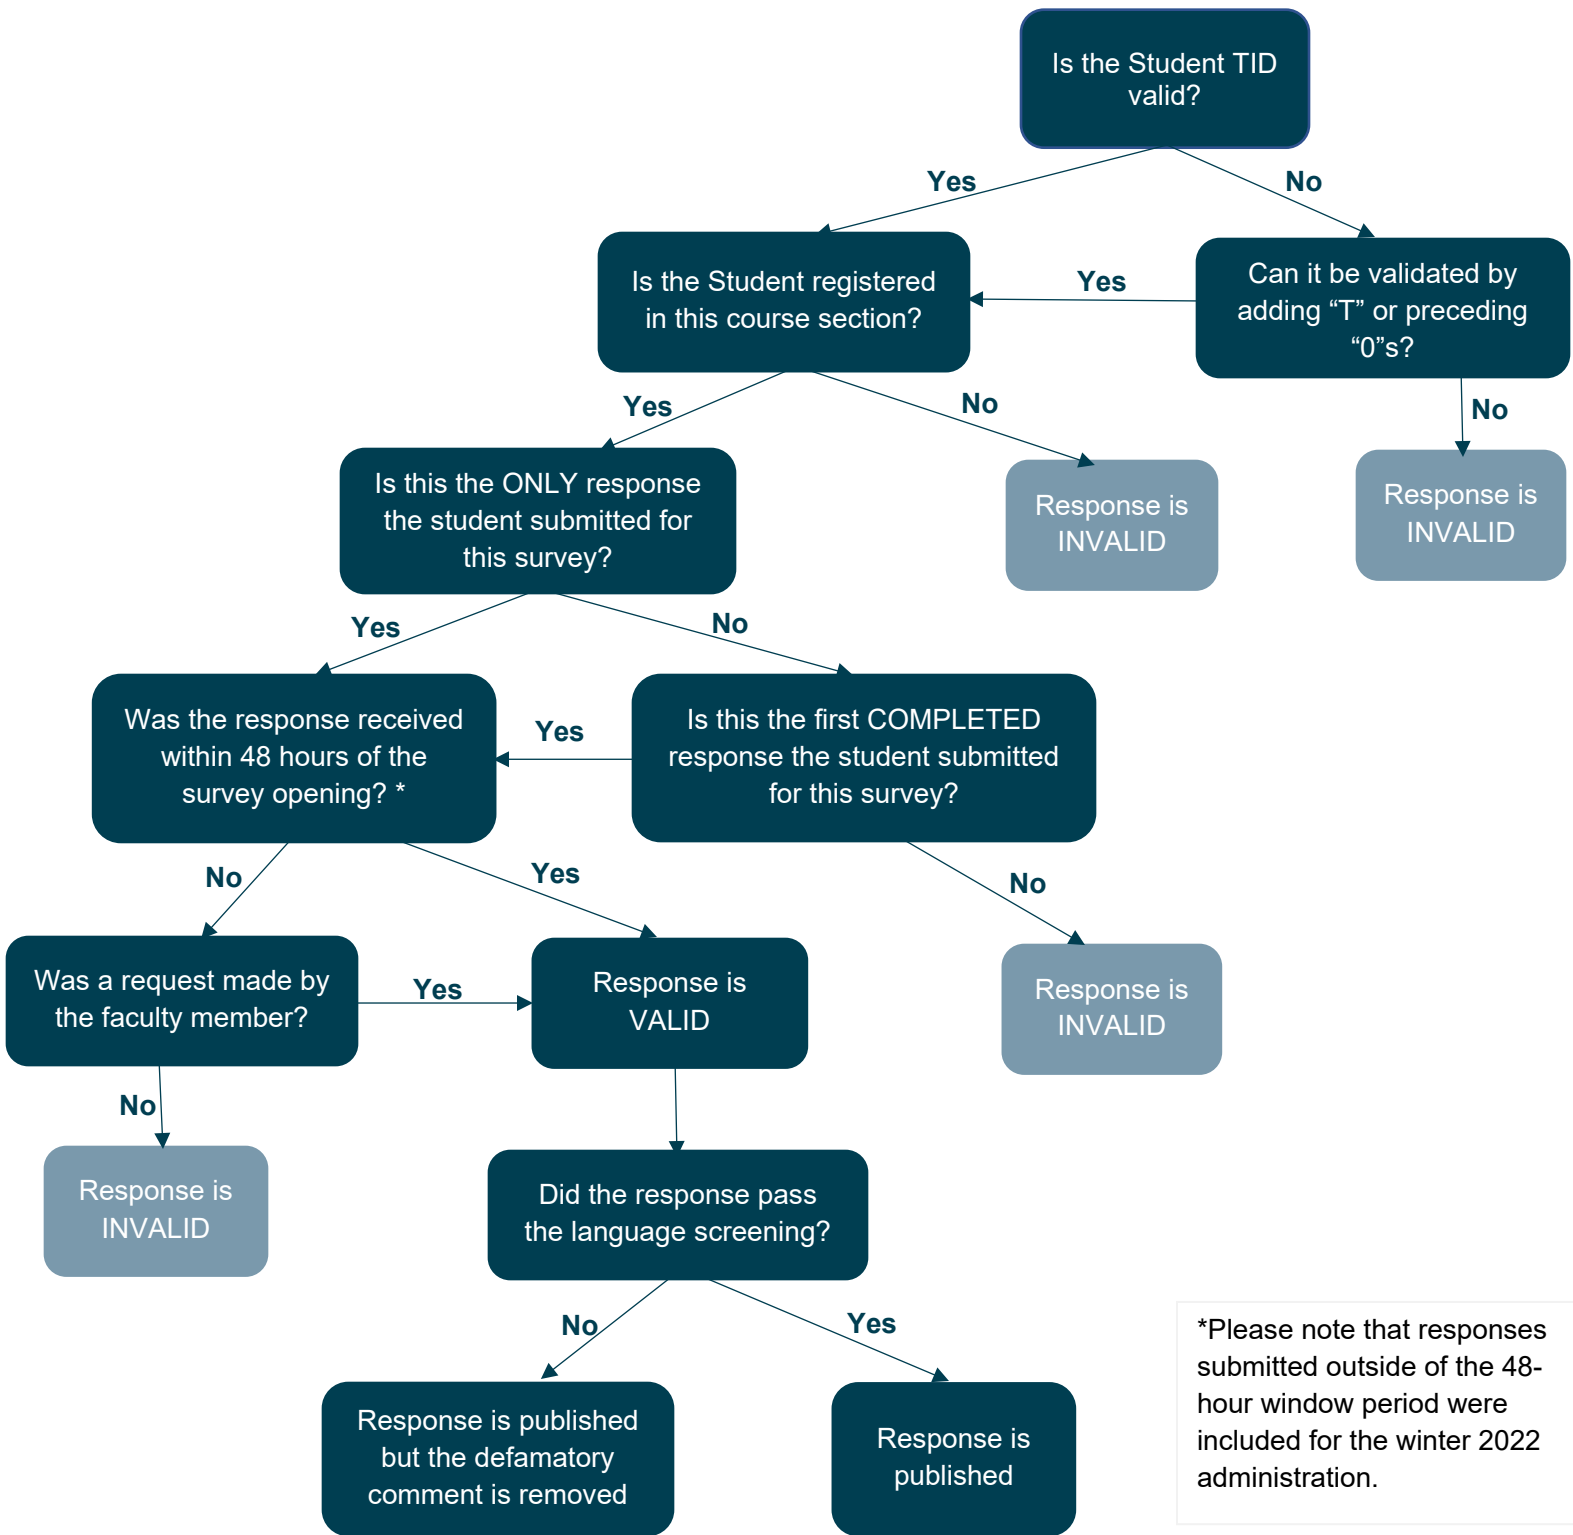 Is the Student TID
valid?
Yes
No
Is the Student registered
in this course section?
Yes
Can it be validated by
adding “T” or preceding
“0”s?
Yes
No
No
Is this the ONLY response
the student submitted for
this survey?
Response is
INVALID
Response is
INVALID
Yes
No
Was the response received
within 48 hours of the
survey opening? *
Yes
Is this the first COMPLETED
response the student submitted
for this survey?
No
Yes
No
Was a request made by
the faculty member?
Yes
Response is
VALID
Response is
INVALID
No
Response is
INVALID
Did the response pass
the language screening?
No
Yes
Response is published
but the defamatory
comment is removed
Response is
published
*Please note that responses
submitted outside of the 48-
hour window period were
included for the winter 2022
administration.